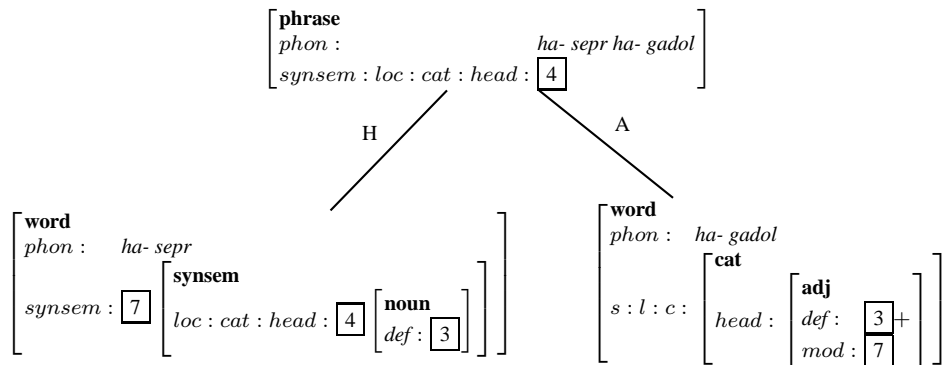 phrase
phon : ha- sepr ha- gadol
synsem : loc : cat : head : 4
H
A
word
phon : ha- sepr
synsem : 7
synsem
loc : cat : head : 4
noun
def : 3
word
phon : ha- gadol
s : l : c :
cat
head :
adj
def : 3 +
mod : 7